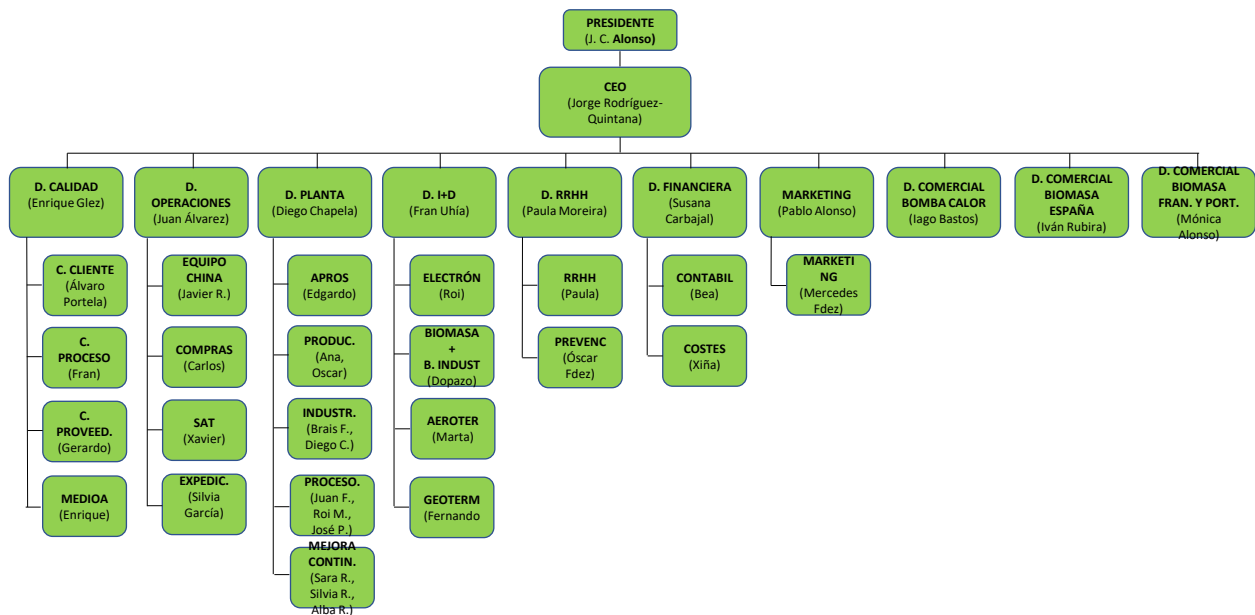 PRESIDENTE
(J. C. Alonso)
CEO
(Jorge Rodríguez-
Quintana)
D. CALIDAD
(Enrique Glez)
D.
OPERACIONES
(Juan Álvarez)
D. PLANTA
(Diego Chapela)
D. I+D
(Fran Uhía)
D. RRHH
(Paula Moreira)
D. FINANCIERA
(Susana
Carbajal)
MARKETING
(Pablo Alonso)
D. COMERCIAL
BOMBA CALOR
(Iago Bastos)
D. COMERCIAL
BIOMASA
ESPAÑA
(Iván Rubira)
D. COMERCIAL
BIOMASA
FRAN. Y PORT.
(Mónica
Alonso)
C. CLIENTE
(Álvaro
Portela)
C.
PROCESO
(Fran)
C.
PROVEED.
(Gerardo)
MEDIOA
(Enrique)
EQUIPO
CHINA
(Javier R.)
COMPRAS
(Carlos)
SAT
(Xavier)
EXPEDIC.
(Silvia
García)
APROS
(Edgardo)
PRODUC.
(Ana,
Oscar)
INDUSTR.
(Brais F.,
Diego C.)
PROCESO.
(Juan F.,
Roi M.,
José P.)
MEJORA
CONTIN.
(Sara R.,
Silvia R.,
Alba R.)
ELECTRÓN
(Roi)
BIOMASA
+
B. INDUST
(Dopazo)
AEROTER
(Marta)
GEOTERM
(Fernando
RRHH
(Paula)
PREVENC
(Óscar
Fdez)
CONTABIL
(Bea)
COSTES
(Xiña)
MARKETI
NG
(Mercedes
Fdez)